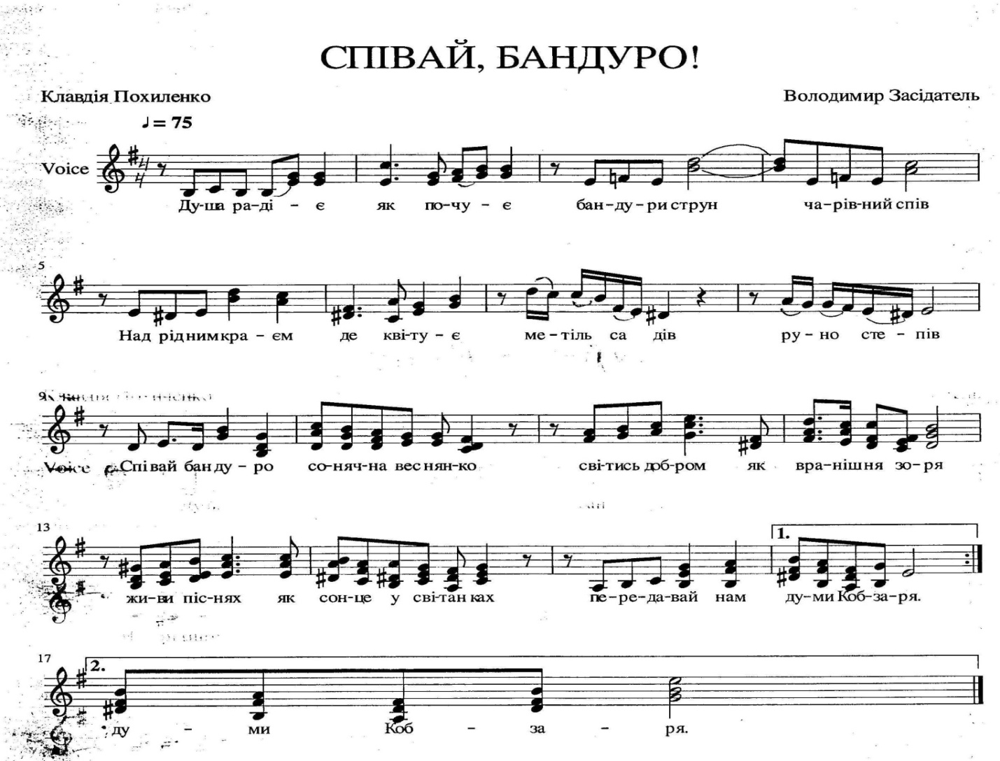 СПІВАЙ, БАНДУРО!
Клавдія Похиленко
Володимир Засідатель
♩= 75
Voice
Ду-ша ра-ді - є як по-чу - є бан-ду-ри струн ча-рів-ний спів
5
Над рідним кра - єм де кві-ту - є ме-тіль са дів ру-но сте - пів
9
Voice
Спі вай бан ду - ро со-няч-на вес нян-ко сві-тись доб-ром як вра-ніш ня зо-ря
13
1.
жи-ви піс-нях як сон-це у сві-тан ках пе-ре-да-вай нам ду-ми Коб-за-ря.
17
2.
ду - ми Коб - за - ря.